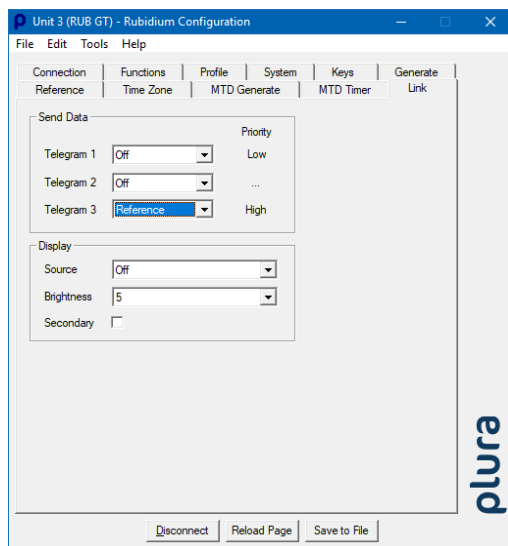 Unit 3 (RUB GT) - Rubidium Configuration
File Edit Tools Help
Connection Functions Profile System Keys Generate
Reference Time Zone MTD Generate MTD Timer Link
Send Data
Priority
Telegram 1 Off Low
Telegram 2 Off ...
Telegram 3 Reference High
Display
Source Off
Brightness 5
Secondary
plura
Disconnect Reload Page Save to File